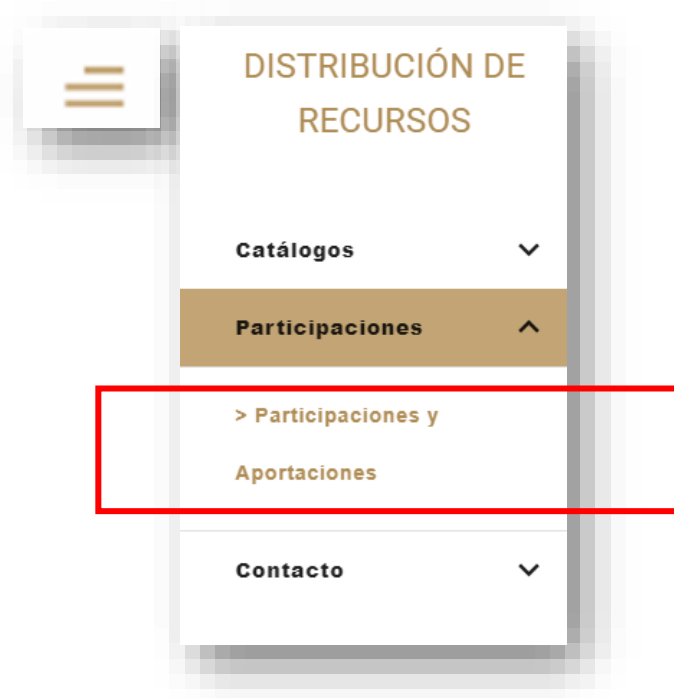 DISTRIBUCIÓN DE
RECURSOS
Catálogos
Participaciones
> Participaciones y
Aportaciones
Contacto